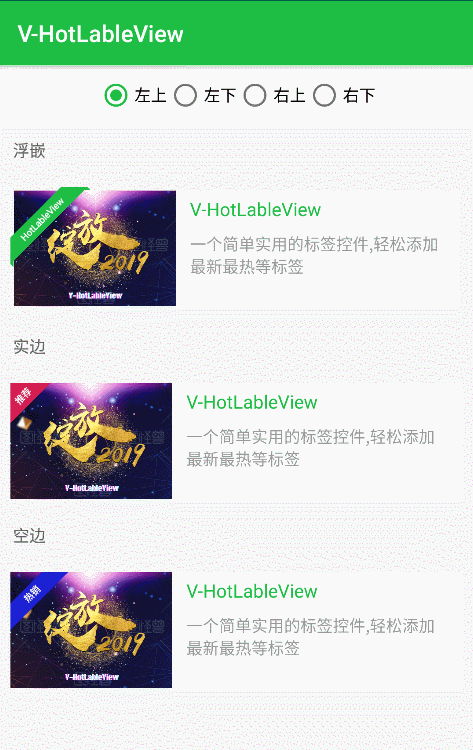 V-HotLableView
左上 左下 右上 右下
浮嵌
HotLableView
绽放
2019
V-HotLableView
V-HotLableView
一个简单实用的标签控件,轻松添加
最新最热等标签
实边
推荐
绽放
2019
V-HotLableView
V-HotLableView
一个简单实用的标签控件,轻松添加
最新最热等标签
空边
热销
绽放
2019
V-HotLableView
V-HotLableView
一个简单实用的标签控件,轻松添加
最新最热等标签